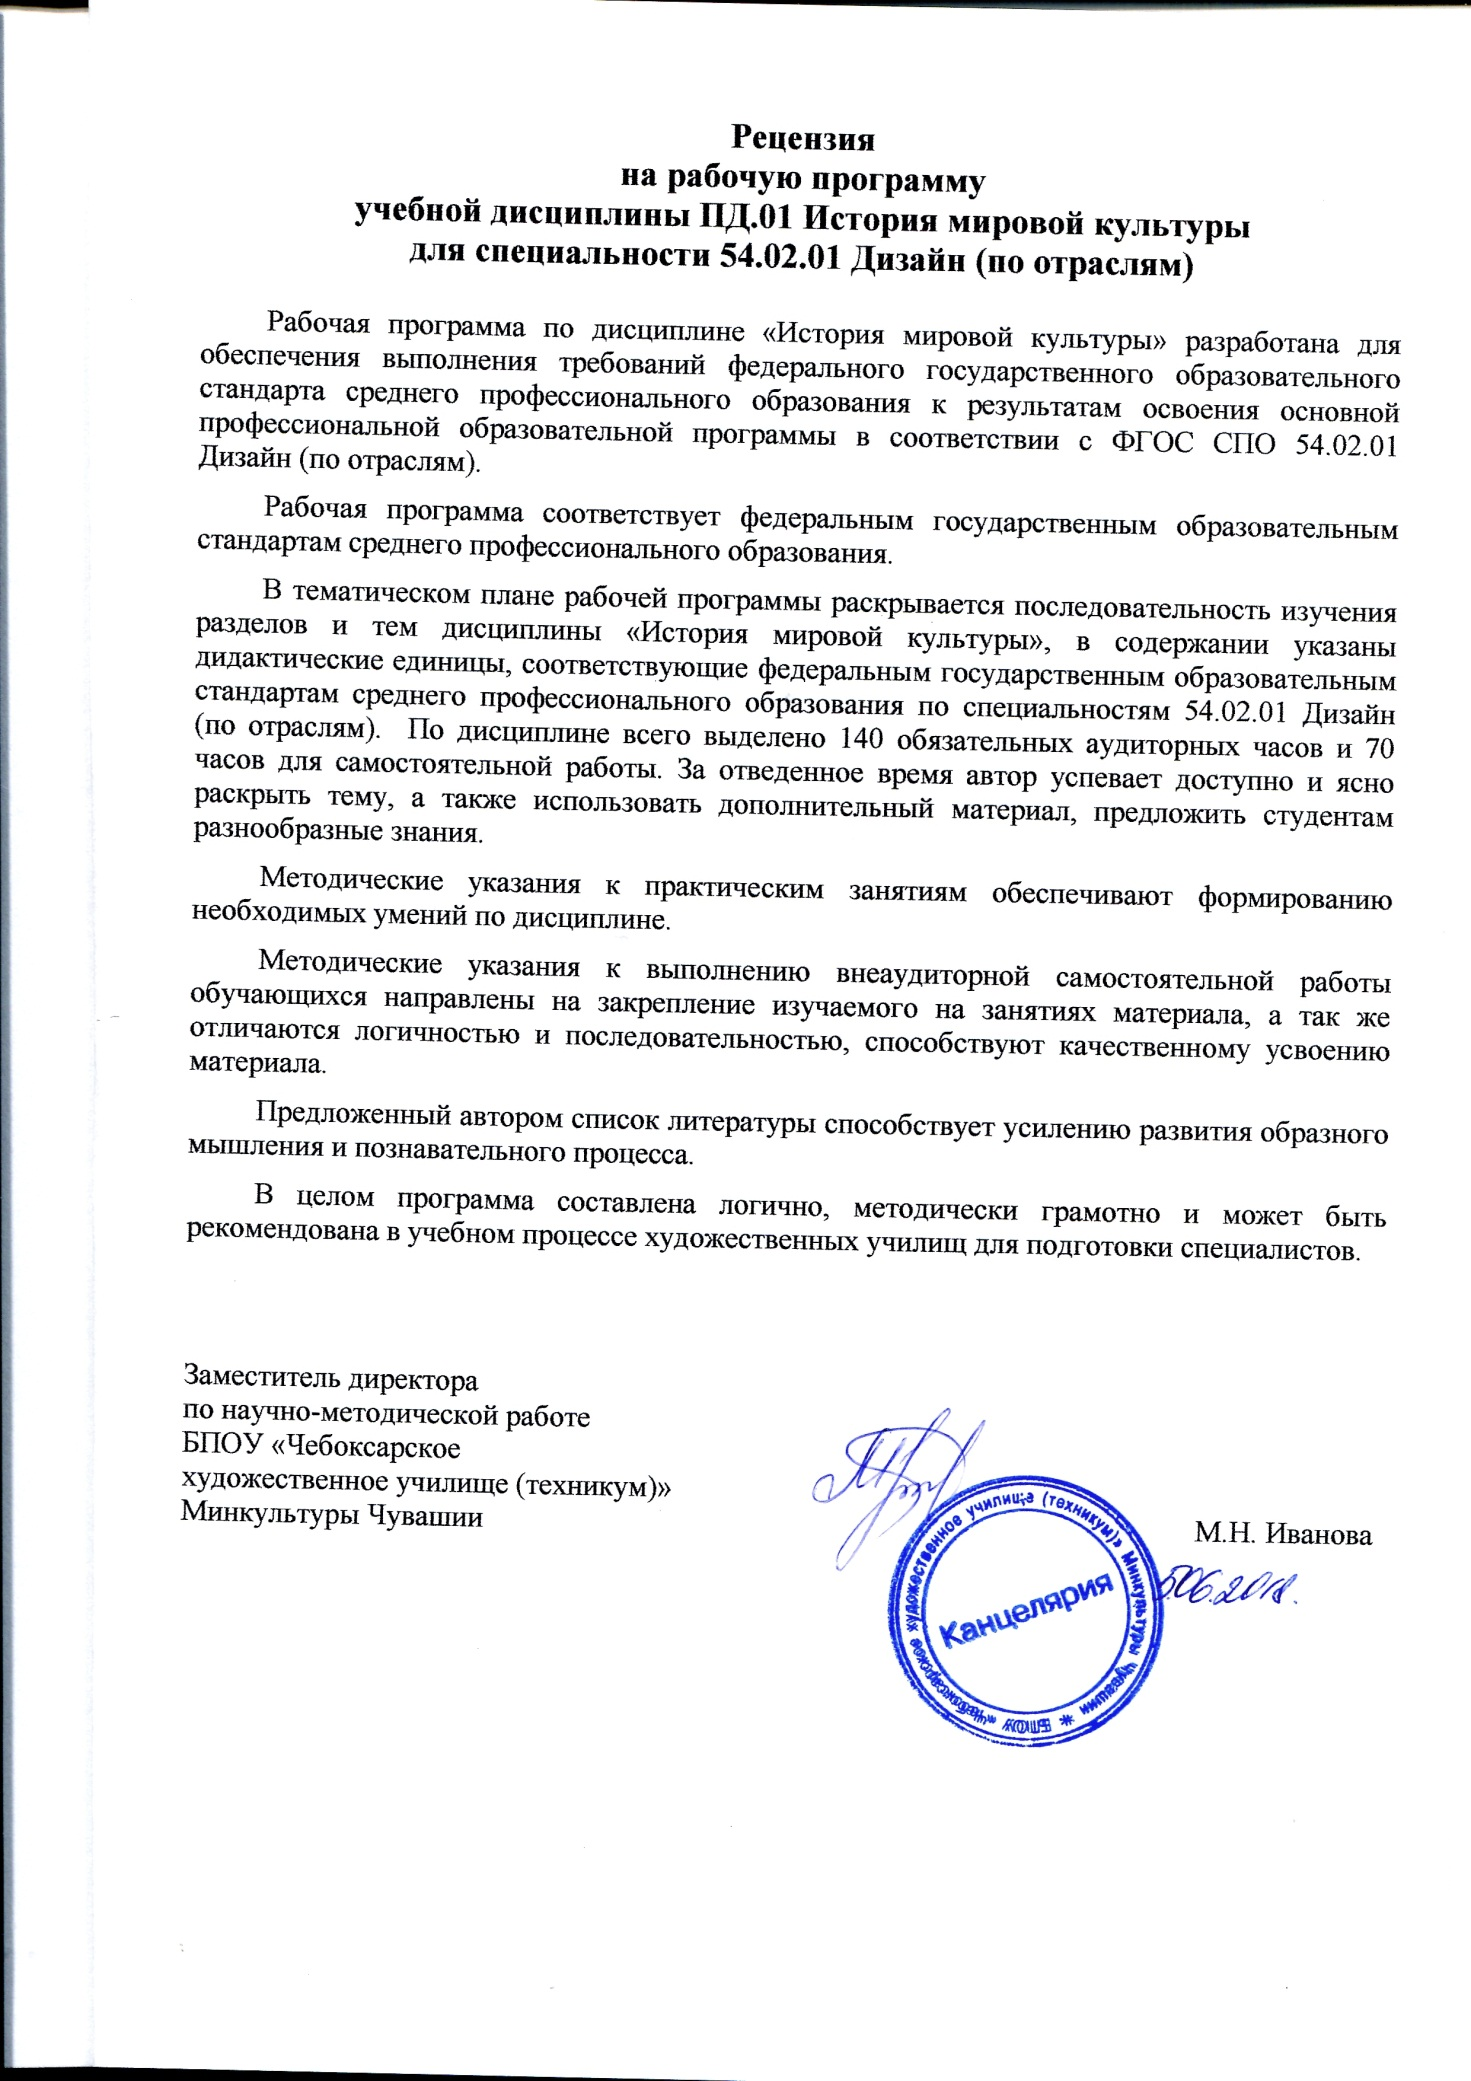 Рецензия
на рабочую программу
учебной дисциплины ПД.01 История мировой культуры
для специальности 54.02.01 Дизайн (по отраслям)
Рабочая программа по дисциплине «История мировой культуры» разработана для
обеспечения выполнения требований федерального государственного образовательного
стандарта среднего профессионального образования к результатам освоения основной
профессиональной образовательной программы в соответствии с ФГОС СПО 54.02.01
Дизайн (по отраслям).
Рабочая программа соответствует федеральным государственным образовательным
стандартам среднего профессионального образования.
В тематическом плане рабочей программы раскрывается последовательность изучения
разделов и тем дисциплины «История мировой культуры», в содержании указаны
дидактические единицы, соответствующие федеральным государственным образовательным
стандартам среднего профессионального образования по специальностям 54.02.01 Дизайн
(по отраслям). По дисциплине всего выделено 140 обязательных аудиторных часов и 70
часов для самостоятельной работы. За отведенное время автор успевает доступно и ясно
раскрыть тему, а также использовать дополнительный материал, предложить студентам
разнообразные знания.
Методические указания к практическим занятиям обеспечивают формированию
необходимых умений по дисциплине.
Методические указания к выполнению внеаудиторной самостоятельной работы
обучающихся направлены на закрепление изучаемого на занятиях материала, а так же
отличаются логичностью и последовательностью, способствуют качественному усвоению
материала.
Предложенный автором список литературы способствует усилению развития образного
мышления и познавательного процесса.
В целом программа составлена логично, методически грамотно и может быть
рекомендована в учебном процессе художественных училищ для подготовки специалистов.
Заместитель директора
по научно-методической работе
БПОУ «Чебоксарское
художественное училище (техникум)»
Минкультуры Чувашии
М.Н. Иванова
5.06.2018.
БПОУ «Чебоксарское художественное училище (техникум)» Минкультуры Чувашии *
Канцелярия